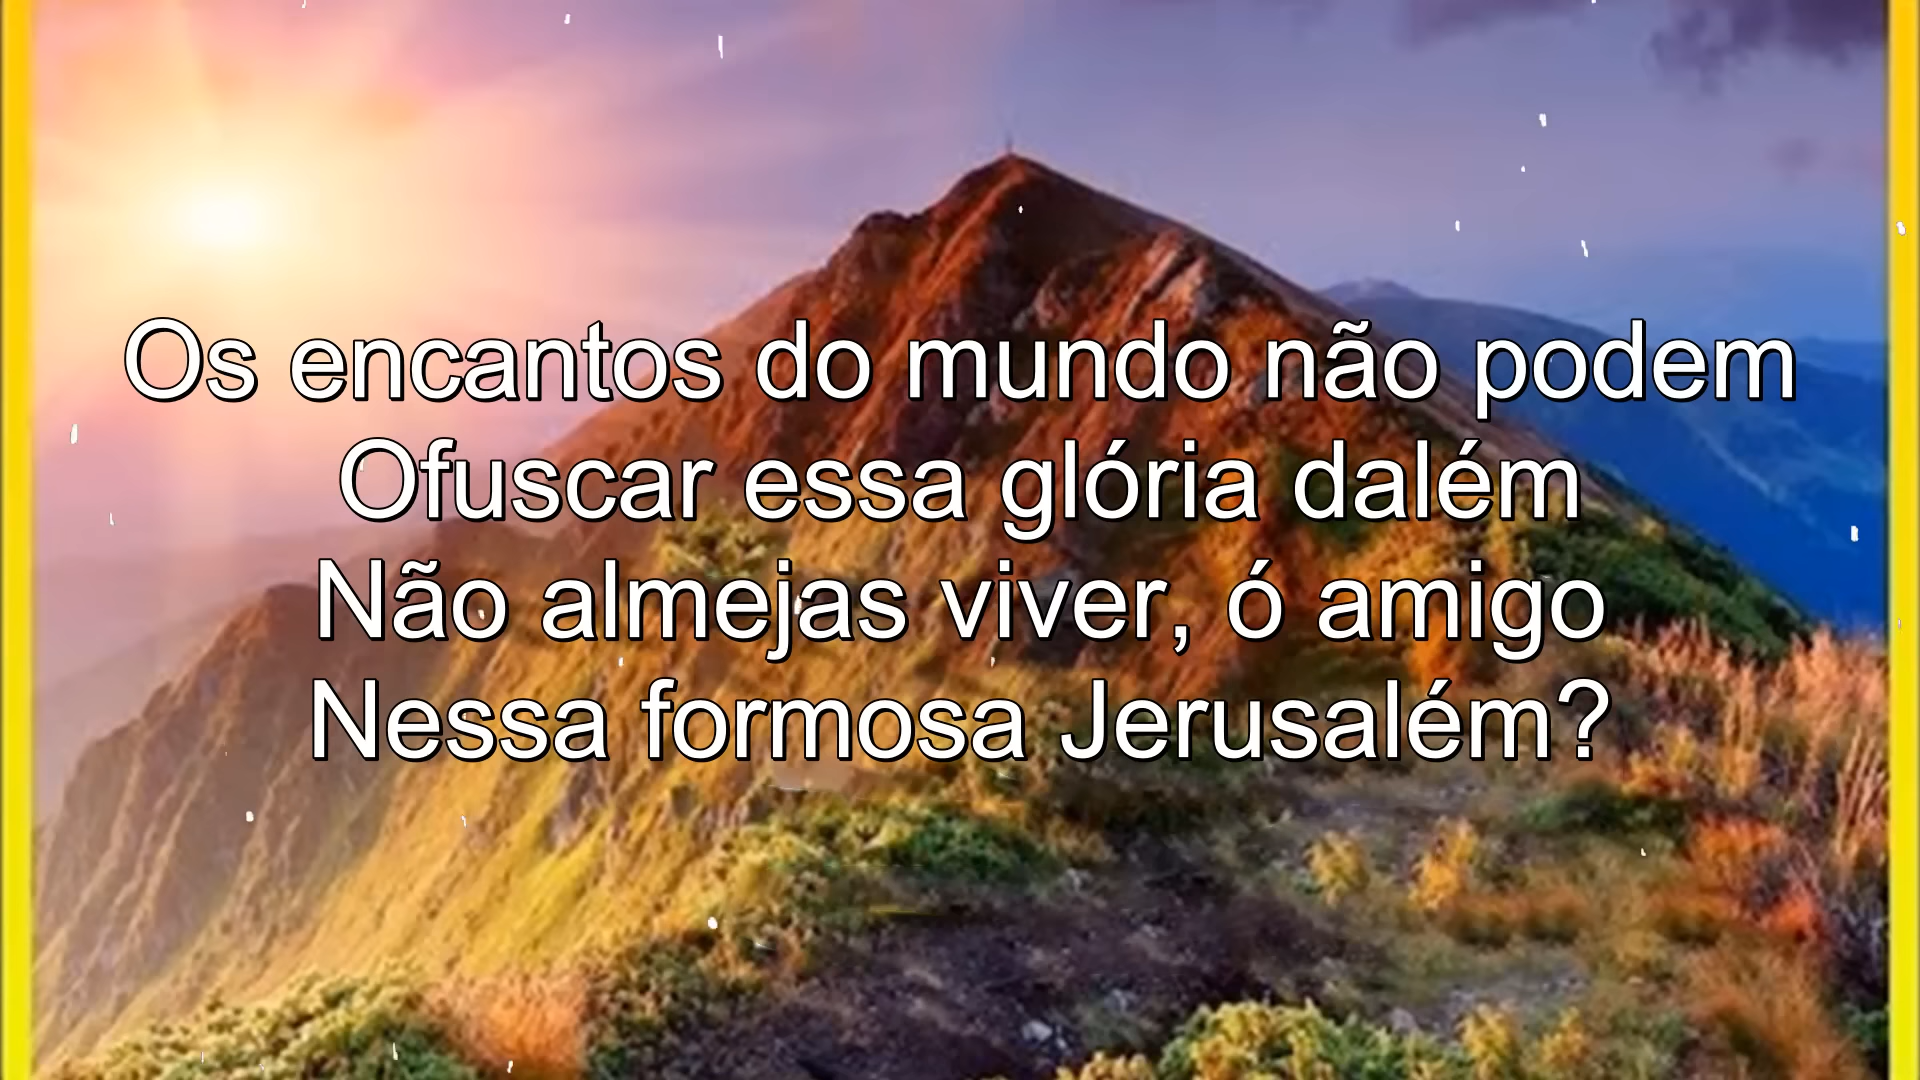 Os encantos do mundo não podem
Ofuscar essa glória dalém
Não almejas viver, ó amigo
Nessa formosa Jerusalém?